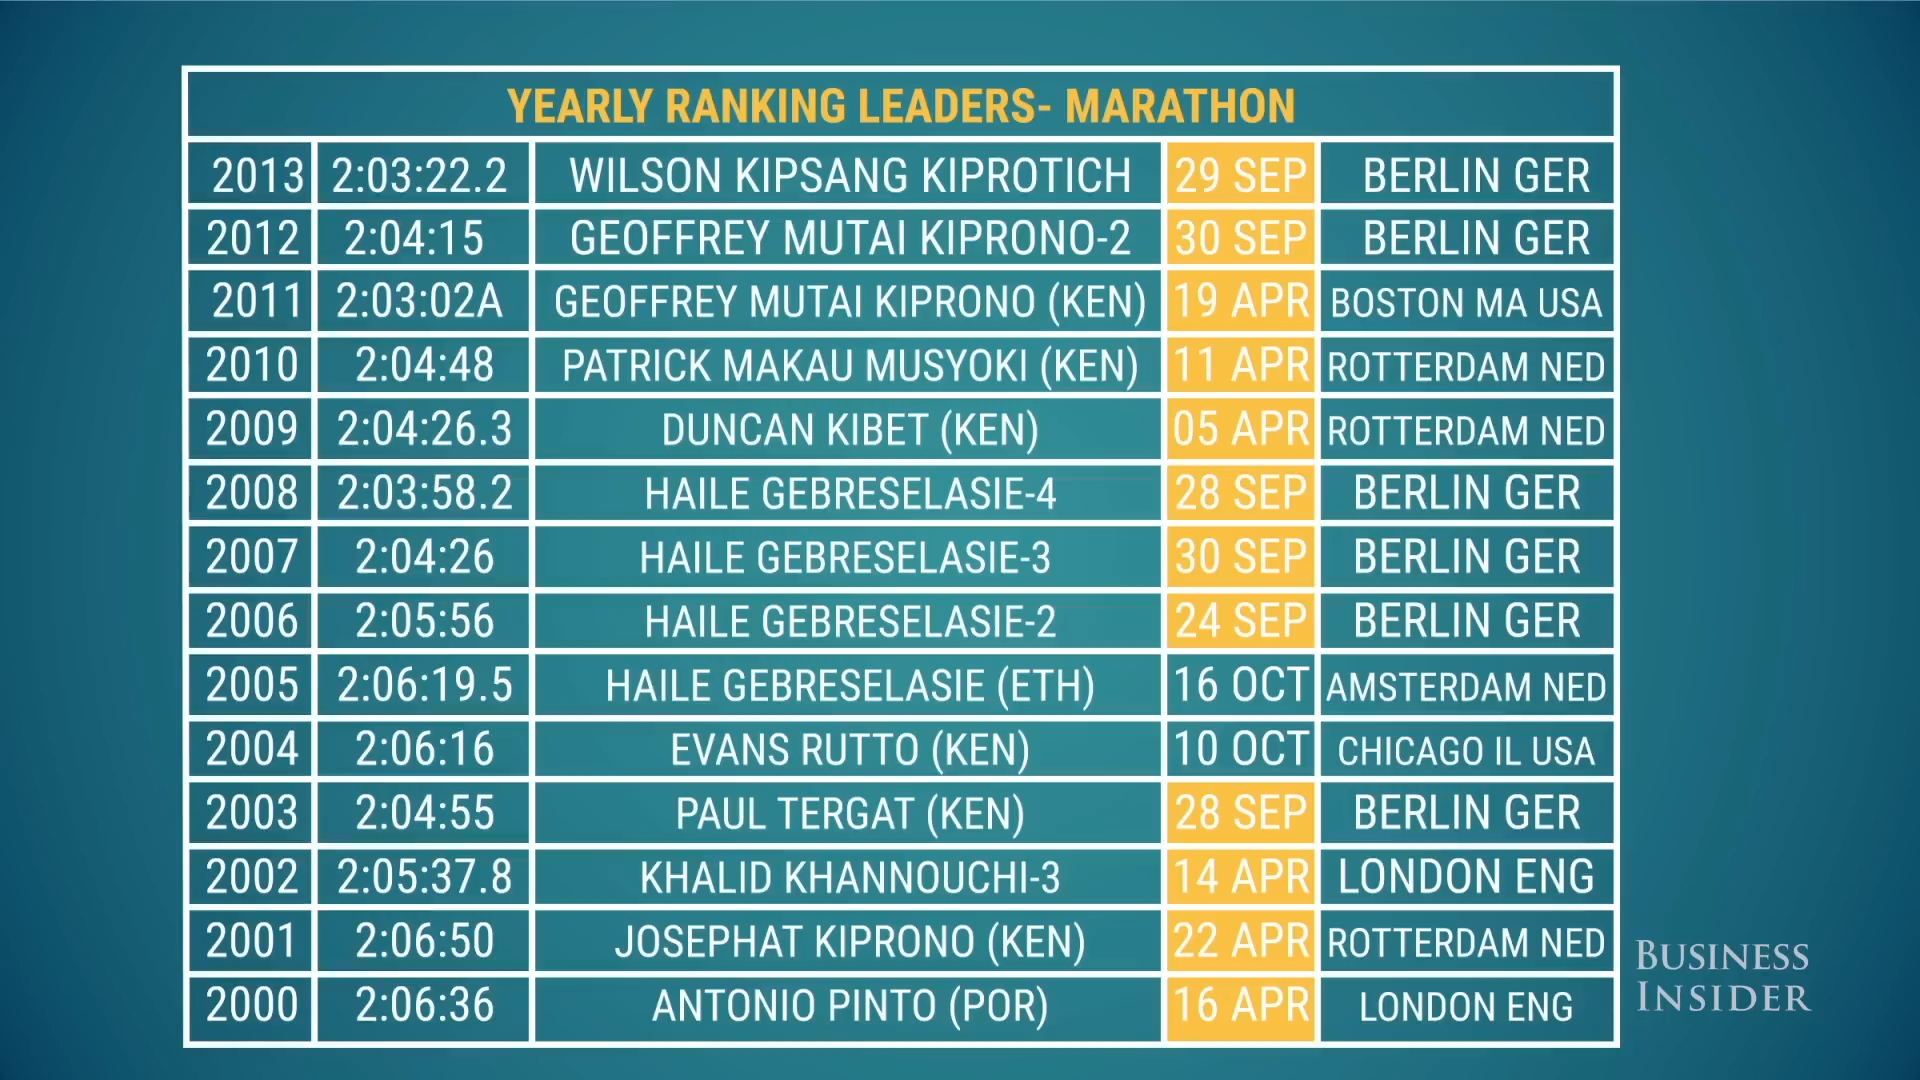 YEARLY RANKING LEADERS- MARATHON
2013 2:03:22.2 WILSON KIPSANG KIPROTICH 29 SEP BERLIN GER
2012 2:04:15 GEOFFREY MUTAI KIPRONO-2 30 SEP BERLIN GER
2011 2:03:02A GEOFFREY MUTAI KIPRONO (KEN) 19 APR BOSTON MA USA
2010 2:04:48 PATRICK MAKAU MUSYOKI (KEN) 11 APR ROTTERDAM NED
2009 2:04:26.3 DUNCAN KIBET (KEN) 05 APR ROTTERDAM NED
2008 2:03:58.2 HAILE GEBRESELASIE-4 28 SEP BERLIN GER
2007 2:04:26 HAILE GEBRESELASIE-3 30 SEP BERLIN GER
2006 2:05:56 HAILE GEBRESELASIE-2 24 SEP BERLIN GER
2005 2:06:19.5 HAILE GEBRESELASIE (ETH) 16 OCT AMSTERDAM NED
2004 2:06:16 EVANS RUTTO (KEN) 10 OCT CHICAGO IL USA
2003 2:04:55 PAUL TERGAT (KEN) 28 SEP BERLIN GER
2002 2:05:37.8 KHALID KHANNOUCHI-3 14 APR LONDON ENG
2001 2:06:50 JOSEPHAT KIPRONO (KEN) 22 APR ROTTERDAM NED
2000 2:06:36 ANTONIO PINTO (POR) 16 APR LONDON ENG
BUSINESS
INSIDER